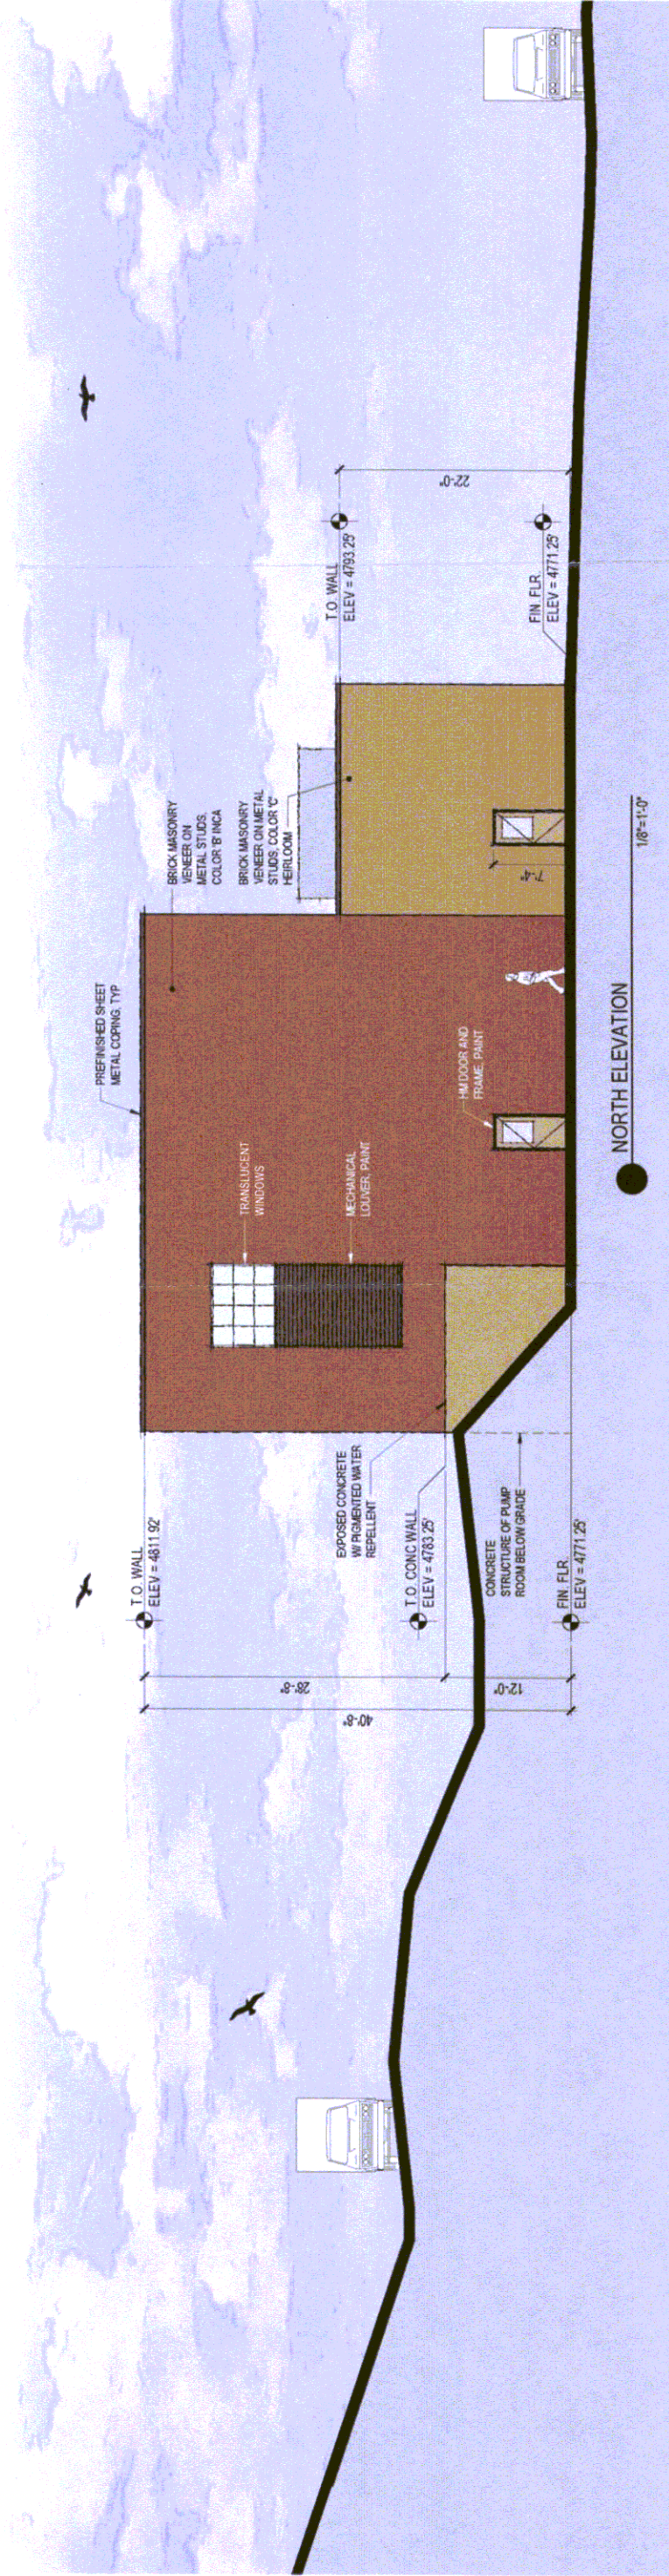 PREFINISHED SHEET
METAL COPING, TYP
T.O. WALL
ELEV = 4811.92'
BRICK MASONRY
VENEER ON
METAL STUDS,
COLOR 'B' INCA
TRANSLUCENT
WINDOWS
BRICK MASONRY
VENEER ON METAL
STUDS, COLOR 'C'
HEIRLOOM
T.O. WALL
ELEV = 4793.25'
28'-8"
40'-8"
MECHANICAL
LOUVER, PAINT
EXPOSED CONCRETE
W/ PIGMENTED WATER
REPELLENT
T.O. CONC WALL
ELEV = 4783.25'
22'-0"
HM DOOR AND
FRAME, PAINT
CONCRETE
STRUCTURE OF PUMP
ROOM BELOW GRADE
12'-0"
7'-4"
FIN. FLR.
ELEV = 4771.25'
FIN. FLR.
ELEV = 4771.25'
NORTH ELEVATION
1/8"=1'-0"